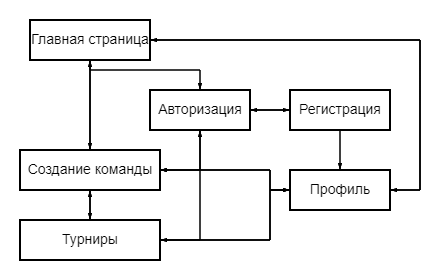 Главная страница
Авторизация
Регистрация
Создание команды
Профиль
Турниры